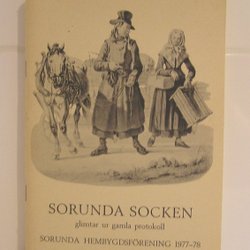 SORUNDA SOCKEN
glimtar ur gamla protokoll
SORUNDA HEMBYGDSFÖRENING 1977-78